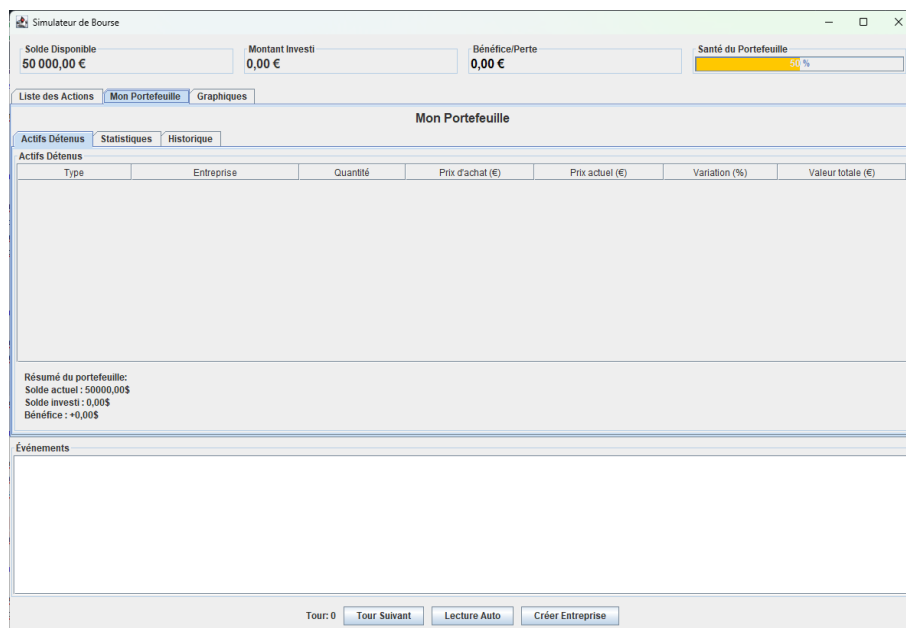 Simulateur de Bourse
Solde Disponible Montant Investi Bénéfice/Perte Santé du Portefeuille
50 000,00 € 0,00 € 0,00 € 50 %
Liste des Actions Mon Portefeuille Graphiques
Mon Portefeuille
Actifs Détenus Statistiques Historique
Actifs Détenus
Type Entreprise Quantité Prix d'achat (€) Prix actuel (€) Variation (%) Valeur totale (€)
Résumé du portefeuille:
Solde actuel : 50000,00$
Solde investi : 0,00$
Bénéfice : +0,00$
Événements
Tour: 0 Tour Suivant Lecture Auto Créer Entreprise